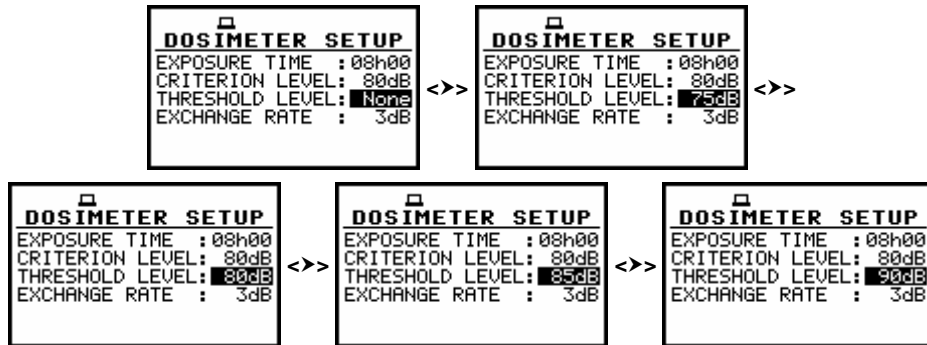 DOSIMETER SETUP
EXPOSURE TIME :08h00
CRITERION LEVEL: 80dB
THRESHOLD LEVEL: None
EXCHANGE RATE : 3dB
<>>
DOSIMETER SETUP
EXPOSURE TIME :08h00
CRITERION LEVEL: 80dB
THRESHOLD LEVEL: 75dB
EXCHANGE RATE : 3dB
<>>
DOSIMETER SETUP
EXPOSURE TIME :08h00
CRITERION LEVEL: 80dB
THRESHOLD LEVEL: 80dB
EXCHANGE RATE : 3dB
<>>
DOSIMETER SETUP
EXPOSURE TIME :08h00
CRITERION LEVEL: 80dB
THRESHOLD LEVEL: 85dB
EXCHANGE RATE : 3dB
<>>
DOSIMETER SETUP
EXPOSURE TIME :08h00
CRITERION LEVEL: 80dB
THRESHOLD LEVEL: 90dB
EXCHANGE RATE : 3dB